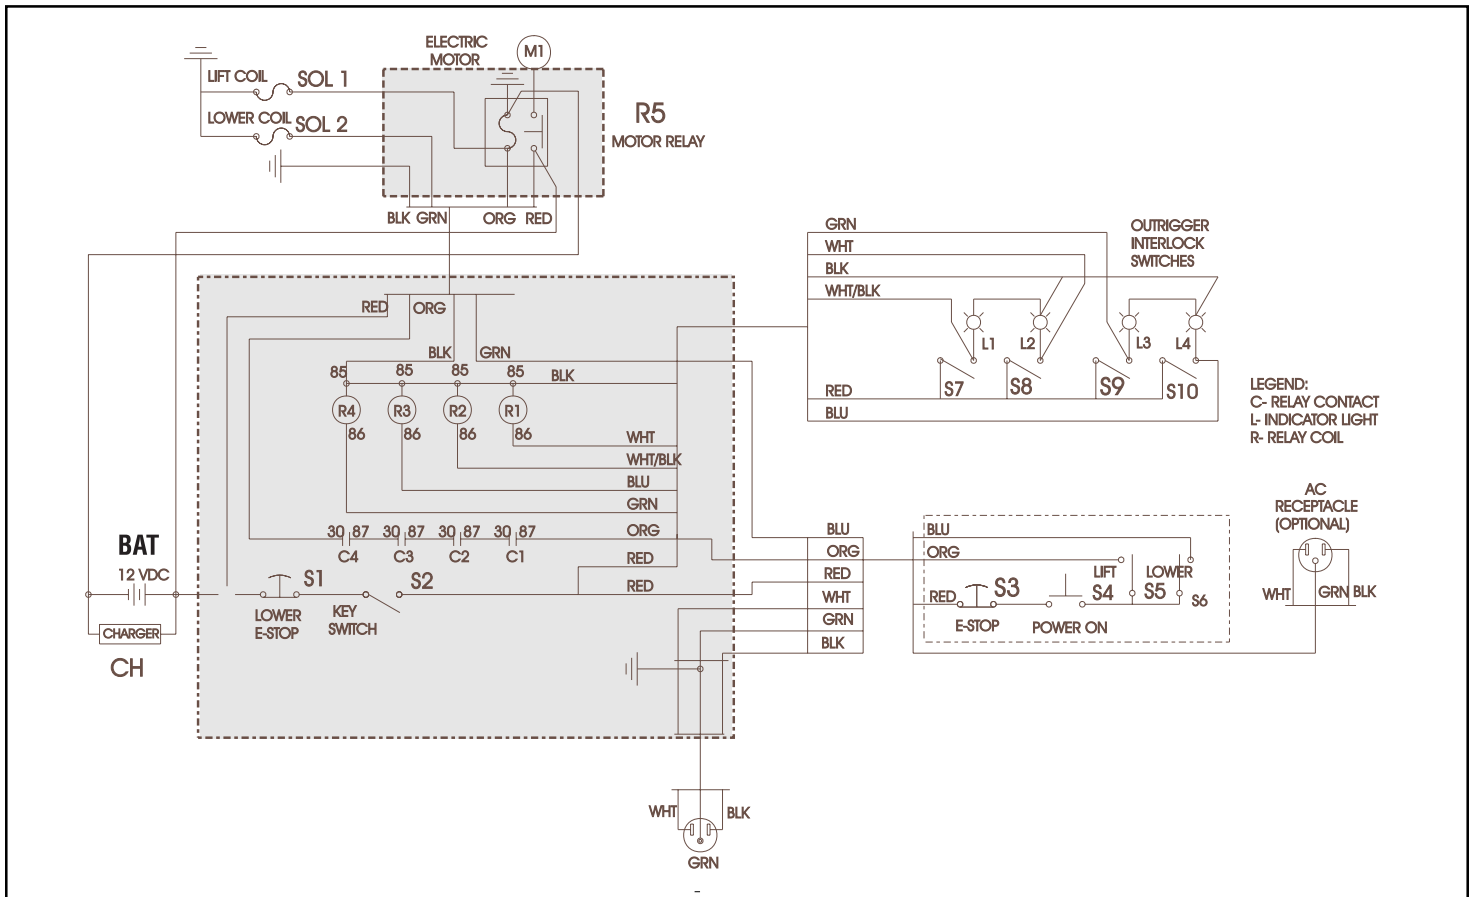 ELECTRIC
MOTOR
M1
LIFT COIL
SOL 1
LOWER COIL
SOL 2
R5
MOTOR RELAY
BLK GRN ORG RED
GRN
WHT
BLK
WHT/BLK
OUTRIGGER
INTERLOCK
SWITCHES
L1 L2 L3 L4
S7 S8 S9 S10
RED
BLU
LEGEND:
C- RELAY CONTACT
L- INDICATOR LIGHT
R- RELAY COIL
RED ORG
BLK GRN
85 85 85 85
BLK
R4 R3 R2 R1
86 86 86 86
WHT
WHT/BLK
BLU
GRN
ORG
30 87 30 87 30 87 30 87
C4 C3 C2 C1
RED
RED
BAT
12 VDC
CHARGER
CH
S1
LOWER
E-STOP
S2
KEY
SWITCH
BLU
ORG
RED
WHT
GRN
BLK
BLU
ORG
RED
S3
E-STOP
LIFT
S4
POWER ON
LOWER
S5
S6
AC
RECEPTACLE
(OPTIONAL)
WHT GRN BLK
WHT BLK
GRN